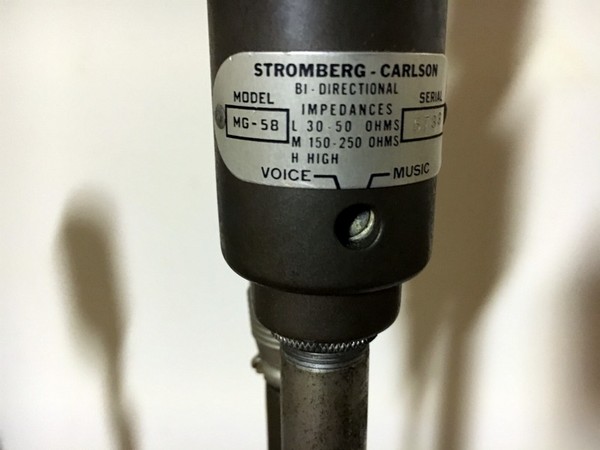 STROMBERG - CARLSON
BI - DIRECTIONAL
MODEL
SERIAL
IMPEDANCES
MG-58
L 30-50 OHMS
M 150-250 OHMS
H HIGH
VOICE
MUSIC